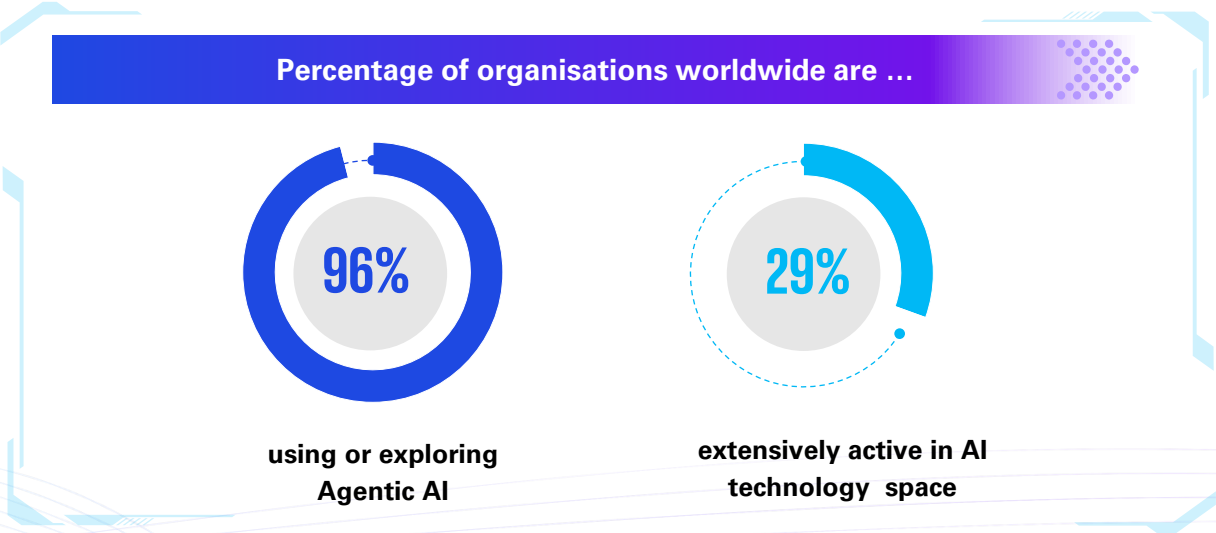 Percentage of organisations worldwide are …
96%
29%
using or exploring
Agentic AI
extensively active in AI
technology  space